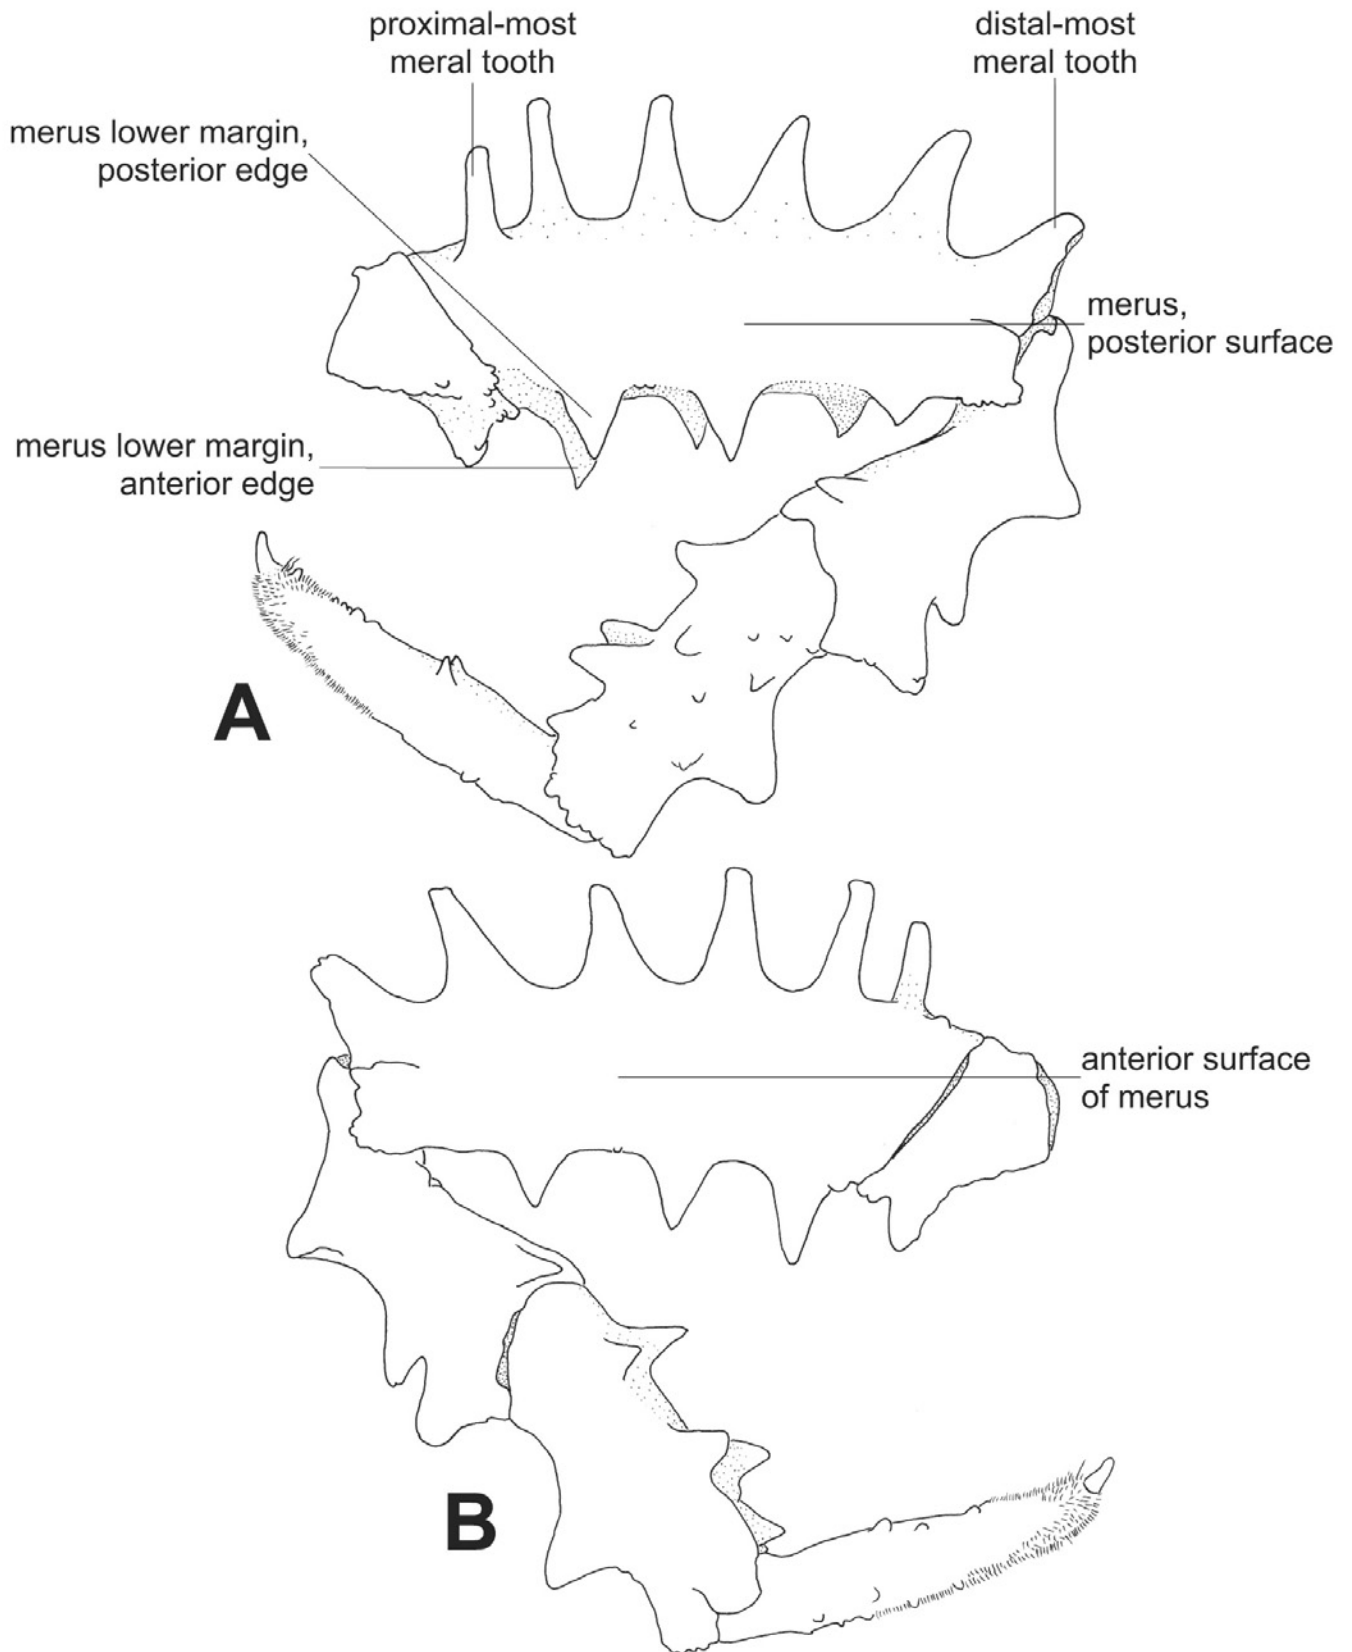 proximal-most
meral tooth
distal-most
meral tooth
merus lower margin,
posterior edge
merus,
posterior surface
merus lower margin,
anterior edge
A
anterior surface
of merus
B